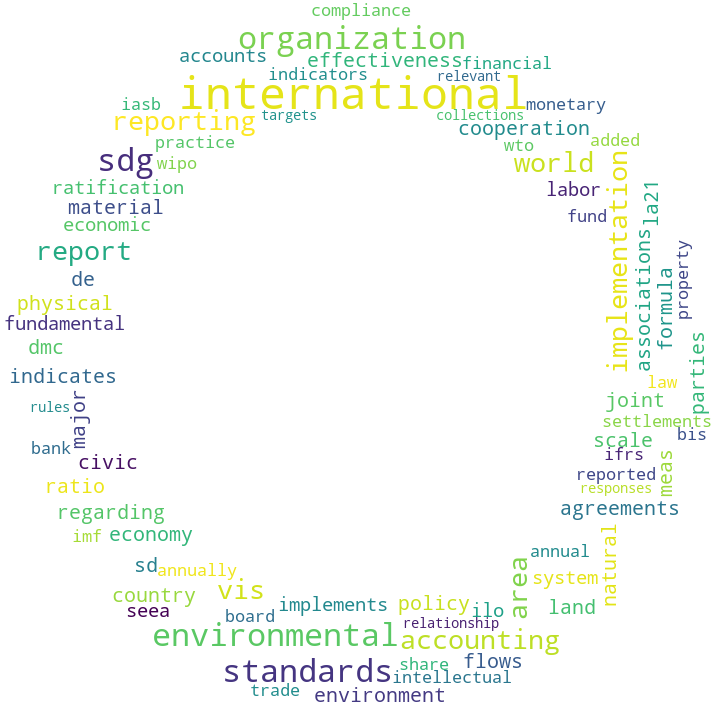 compliance
organization
accounts effectiveness financial
indicators relevant
international
iasb monetary
targets collections
reporting cooperation
practice wto added
sdg wipo world
ratification labor
material fund
economic
implementation
la21
report
associations
property
de
formula
physical
fundamental
dmc
parties
indicates law
rules joint
major
settlements
bank scale bis
civic ifrs
meas
reported
ratio responses
regarding agreements
imf economy
natural
sd annual
annually system
area
country vis policy
seea implements ilo land
board relationship
environmental accounting
standards share flows
intellectual
trade environment